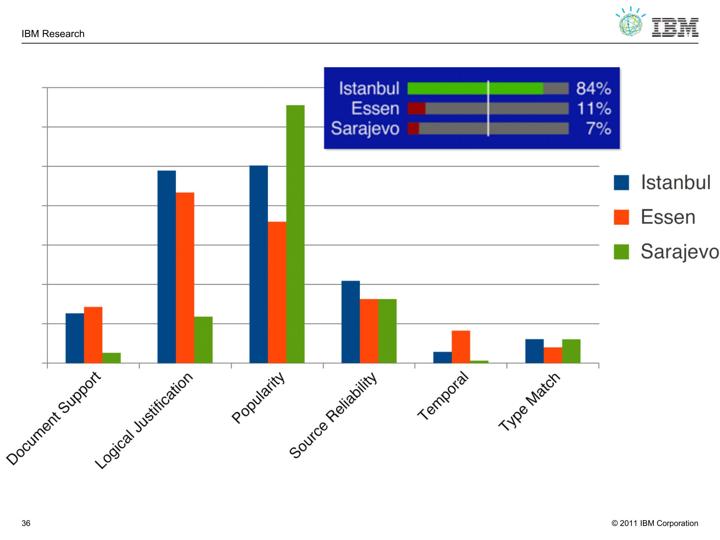 IBM Research
IBM
Istanbul 84%
Essen 11%
Sarajevo 7%
Istanbul
Essen
Sarajevo
Document Support
Logical Justification
Popularity
Source Reliability
Temporal
Type Match
36
© 2011 IBM Corporation